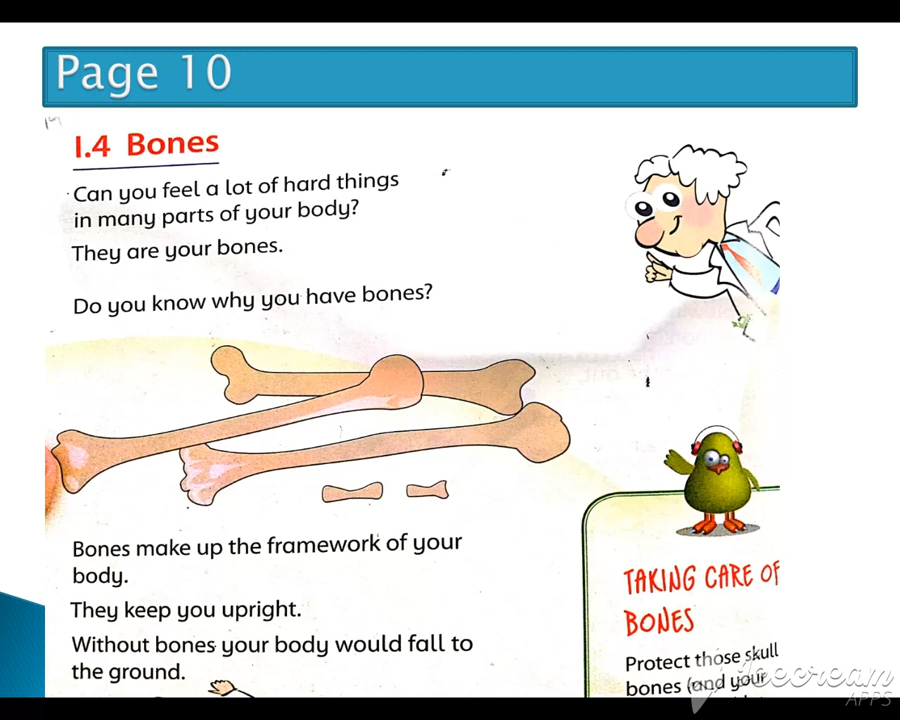 Page 10
1.4 Bones
Can you feel a lot of hard things
in many parts of your body?
They are your bones.
Do you know why you have bones?
Bones make up the framework of your
body.
They keep you upright.
Without bones your body would fall to
the ground.
TAKING CARE OF
BONES
Protect those skull
bones (and your
icecream
APPS